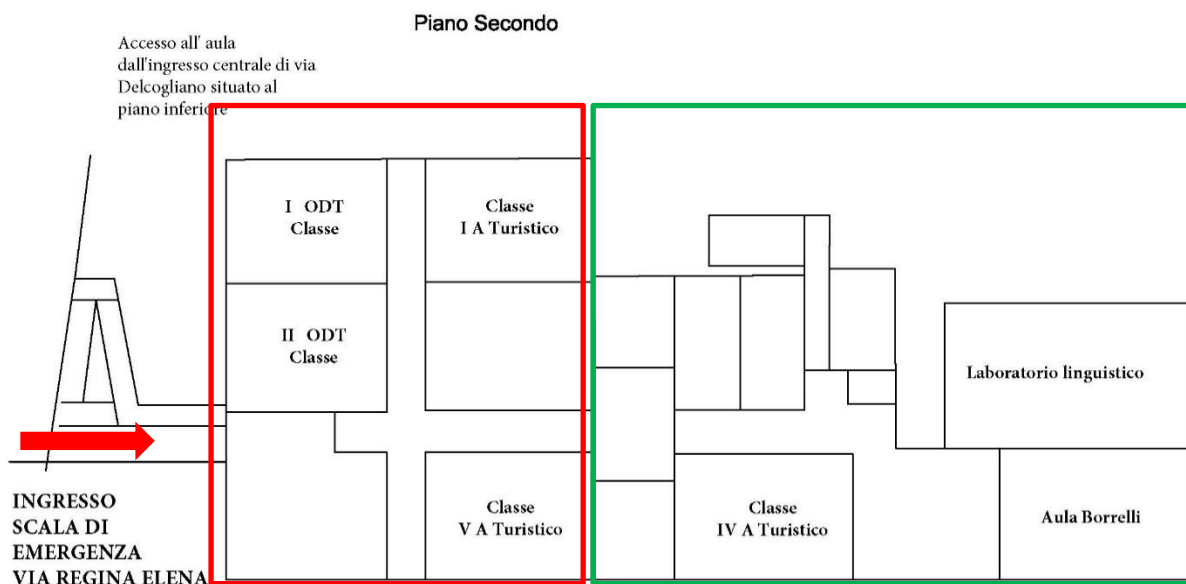 Piano Secondo
Accesso all' aula
dall'ingresso centrale di via
Delcogliano situato al
piano inferiore
I ODT
Classe
Classe
I A Turistico
II ODT
Classe
Laboratorio linguistico
INGRESSO
SCALA DI
EMERGENZA
VIA REGINA ELENA
Classe
V A Turistico
Classe
IV A Turistico
Aula Borrelli